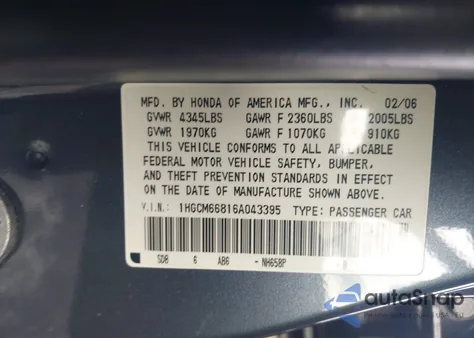 MFD. BY HONDA OF AMERICA MFG., INC. 02/06
GVWR 4345LBS GAWR F 2360LBS 2005LBS
GVWR 1970KG GAWR F 1070KG 910KG
THIS VEHICLE CONFORMS TO ALL APPLICABLE
FEDERAL MOTOR VEHICLE SAFETY, BUMPER,
AND THEFT PREVENTION STANDARDS IN EFFECT
ON THE DATE OF MANUFACTURE SHOWN ABOVE.
V.I.N.: 1HGCM66816A043395 TYPE: PASSENGER CAR
SD8 6 AB6 - NH658P - B
autoSnap